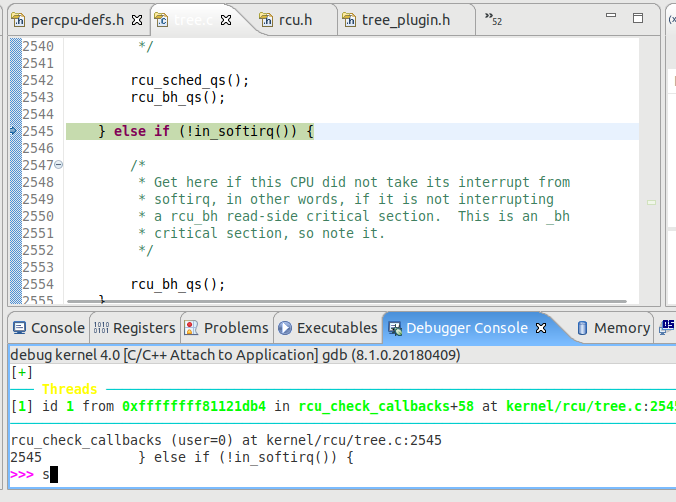 percpu-defs.h tree.c rcu.h tree_plugin.h »52
2540 */
2541
2542 rcu_sched_qs();
2543 rcu_bh_qs();
2544
2545 } else if (!in_softirq()) {
2546
2547 /*
2548 * Get here if this CPU did not take its interrupt from
2549 * softirq, in other words, if it is not interrupting
2550 * a rcu_bh read-side critical section.  This is an _bh
2551 * critical section, so note it.
2552 */
2553
2554 rcu_bh_qs();
2555 }
Console Registers Problems Executables Debugger Console Memory
debug kernel 4.0 [C/C++ Attach to Application] gdb (8.1.0.20180409)
[+]
Threads
[1] id 1 from 0xffffffff81121db4 in rcu_check_callbacks+58 at kernel/rcu/tree.c:2545
rcu_check_callbacks (user=0) at kernel/rcu/tree.c:2545
2545 } else if (!in_softirq()) {
>>> s